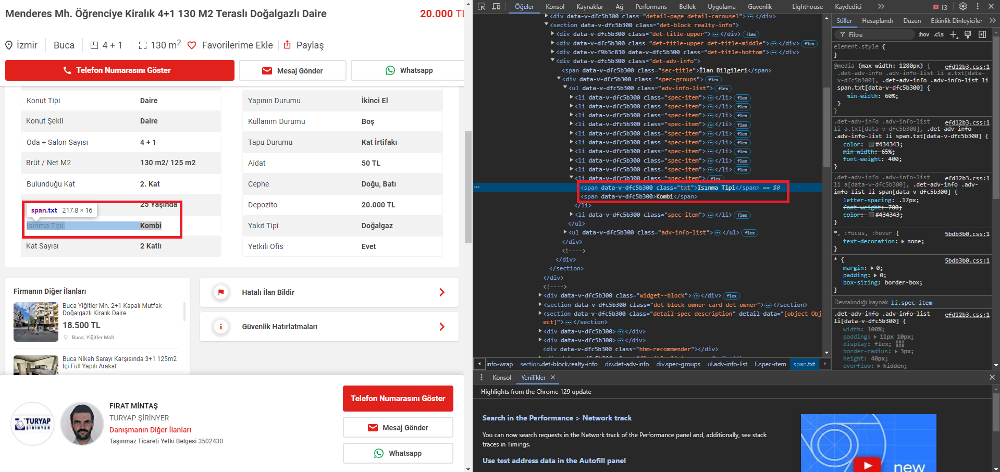 Menderes Mh. Öğrenciye Kiralık 4+1 130 M2 Teraslı Doğalgazlı Daire
20.000 TL
İzmir
Buca
4 + 1
130 m2
Favorilerime Ekle
Paylaş
Telefon Numarasını Göster
Mesaj Gönder
Whatsapp
Konut Tipi Daire
Konut Şekli Daire
Oda + Salon Sayısı 4 + 1
Brüt / Net M2 130 m2/ 125 m2
Bulunduğu Kat 2. Kat
25 Yaşında
span.txt 217.8 × 16
Isınma Tipi Kombi
Kat Sayısı 2 Katlı
Yapının Durumu İkinci El
Kullanım Durumu Boş
Tapu Durumu Kat İrtifakı
Aidat 50 TL
Cephe Doğu, Batı
Depozito 20.000 TL
Yakıt Tipi Doğalgaz
Yetkili Ofis Evet
Firmanın Diğer İlanları
Buca Yiğitler Mh. 2+1 Kapalı Mutfak
Doğalgazlı Kiralık Daire
18.500 TL
Buca, Yiğitler Mah.
Buca Nikah Sarayı Karşısında 3+1 125m2
İçi Full Yapılı Arakat
Hatalı İlan Bildir
Güvenlik Hatırlatmaları
TURYAP
ŞİRİNYER
FIRAT MİNTAŞ
TURYAP ŞİRİNYER
Danışmanın Diğer İlanları
Taşınmaz Ticareti Yetki Belgesi 3502430
Telefon Numarasını Göster
Mesaj Gönder
Whatsapp
Öğeler Konsol Kaynaklar Ağ Performans Bellek Uygulama Güvenlik Lighthouse Kaydedici 13
<div data-v-dfc5b300 class="detail-page detail-carousel">…</div>
<section data-v-dfc5b300 class="det-block realty-info">
<div data-v-dfc5b300 class="det-title-upper">…</div> flex
<div data-v-dfc5b300 class="det-title-upper det-title-middle">…</div> flex
<div data-v-f9b3c830 data-v-dfc5b300 class="det-title-bottom">…</div>
<div data-v-dfc5b300 class="det-adv-info">
<span data-v-dfc5b300 class="sec-title">İlan Bilgileri</span>
<div data-v-dfc5b300 class="spec-groups"> flex
<ul data-v-dfc5b300 class="adv-info-list"> flex
<li data-v-dfc5b300 class="spec-item">…</li> flex
<li data-v-dfc5b300 class="spec-item">…</li> flex
<li data-v-dfc5b300 class="spec-item">…</li> flex
<li data-v-dfc5b300 class="spec-item">…</li> flex
<li data-v-dfc5b300 class="spec-item">…</li> flex
<li data-v-dfc5b300 class="spec-item">…</li> flex
<li data-v-dfc5b300 class="spec-item">…</li> flex
<li data-v-dfc5b300 class="spec-item">…</li> flex
<li data-v-dfc5b300 class="spec-item">…</li> flex
<li data-v-dfc5b300 class="spec-item"> flex
<span data-v-dfc5b300 class="txt">Isınma Tipi</span> == $0
<span data-v-dfc5b300>Kombi</span>
</li>
<li data-v-dfc5b300 class="spec-item">…</li> flex
</ul>
<ul data-v-dfc5b300 class="adv-info-list">…</ul> flex
</div>
<!---->
</div>
</section>
</div>
<!---->
<div data-v-dfc5b300 class="widget--block">…</div> flex
<section data-v-dfc5b300 class="det-block owner-card det-owner">…</section>
<section data-v-dfc5b300 class="detail-spec description" detail-data="[object Obj
ect]">…</section>
<div data-v-dfc5b300>…</div>
<div data-v-dfc5b300>…</div>
<div data-v-dfc5b300 class="hhm-recommender"></div>
info-wrap section.det-block.realty-info div.det-adv-info div.spec-groups ul.adv-info-list li.spec-item span.txt
Stiller Hesaplandı Düzen Etkinlik Dinleyiciler
Filtre :hov .cls
element.style {
}
@media (max-width: 1280px) { efd12b3.css:1
.det-adv-info .adv-info-list li a.txt[data-
v-dfc5b300], .det-adv-info .adv-info-list li
span.txt[data-v-dfc5b300] {
min-width: 60%;
}
}
.det-adv-info .adv-info-list efd12b3.css:1
li a.txt[data-v-dfc5b300], .det-adv-info
.adv-info-list li span.txt[data-v-dfc5b300] {
color: #434343;
min-width: 65%;
font-weight: 400;
}
.det-adv-info .adv-info-list efd12b3.css:1
li a[data-v-dfc5b300], .det-adv-info .adv-
info-list li span[data-v-dfc5b300] {
letter-spacing: .17px;
font-weight: 700;
color: #434343;
}
*, :focus, :hover { 5bdb3b0.css:1
text-decoration: none;
}
* { 5bdb3b0.css:1
margin: 0;
padding: 0;
box-sizing: border-box;
}
Devralındığı kaynak li.spec-item
.det-adv-info .adv-info-list efd12b3.css:1
li[data-v-dfc5b300] {
width: 100%;
padding: 11px 10px;
display: flex;
border-radius: 3px;
height: 40px;
overflow: hidden;
Konsol Yenilikler
Highlights from the Chrome 129 update
Search in the Performance > Network track
You can now search requests in the Network track of the Performance panel and, additionally, see stack
traces in Timings.
Use test address data in the Autofill panel
new